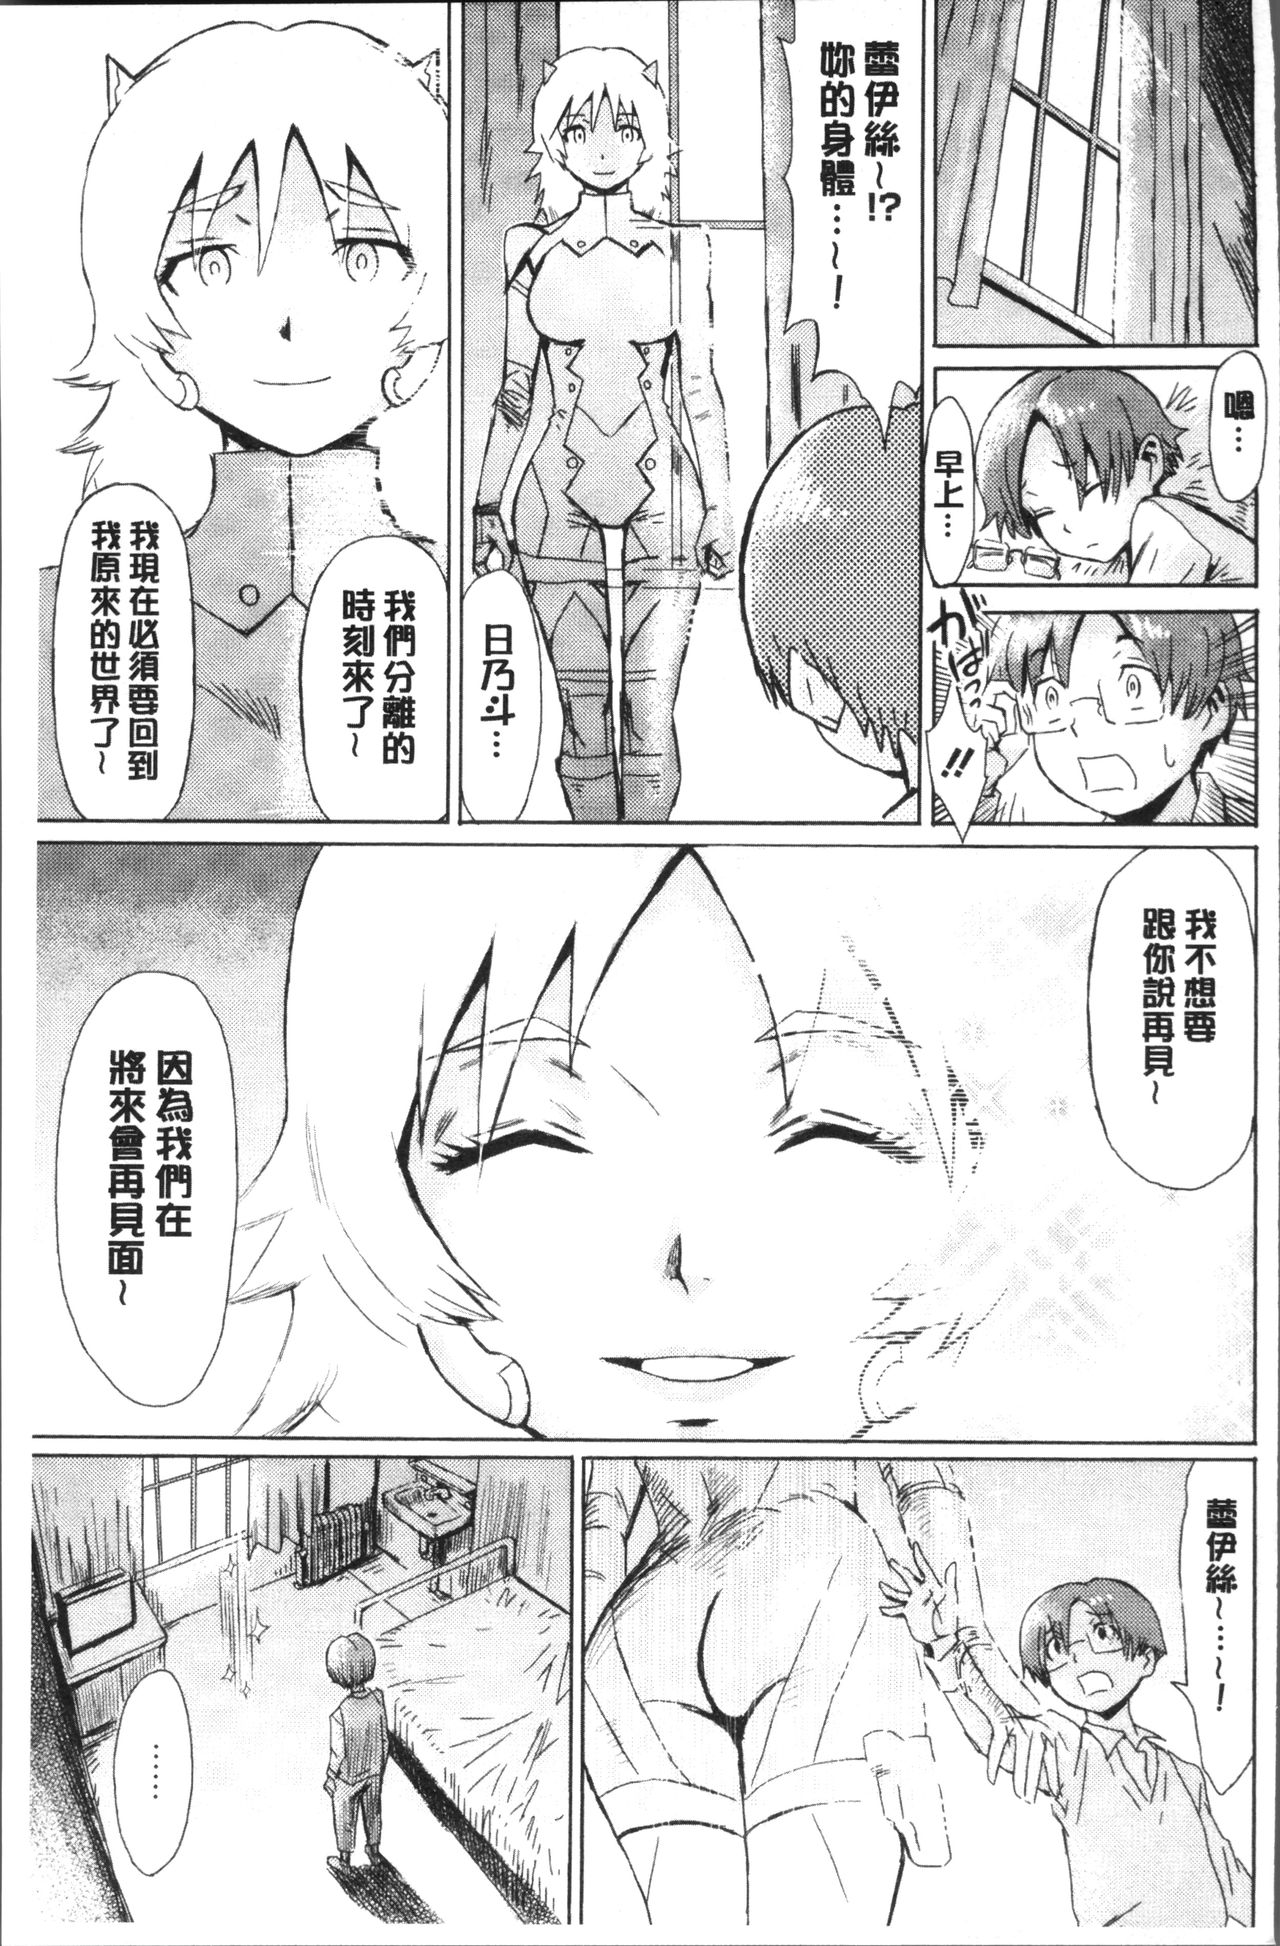 嗯…
早上…
がばっ
!!
蕾伊絲~!?
妳的身體…~!
日乃斗…
我們分離的
時刻來了~
我現在必須要回到
我原來的世界了~
我不想要
跟你說再見~
因為我們在
將來會再見面~
蕾伊絲~…~!
……